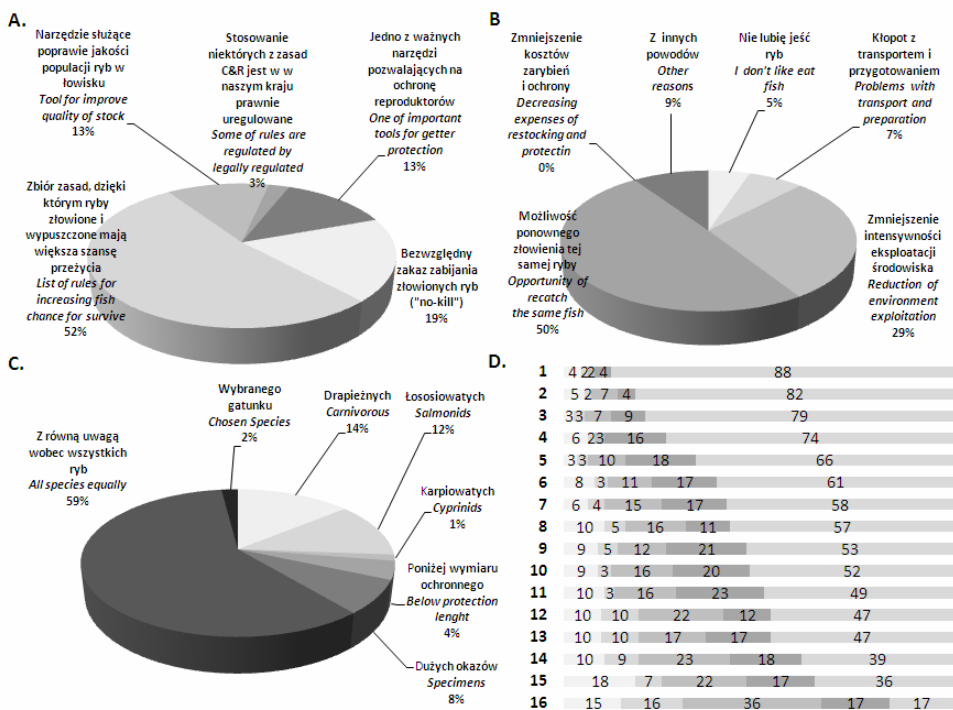 A.
Narzędzie służące
poprawie jakości
populacji ryb w
łowisku
Tool for improve
quality of stock
13%
Stosowanie
niektórych z zasad
C&R jest w w
naszym kraju
prawnie
uregulowane
Some of rules are
regulated by
legally regulated
3%
Jedno z ważnych
narzędzi
pozwalających na
ochronę
reproduktorów
One of important
tools for getter
protection
13%
Zbiór zasad, dzięki
którym ryby
złowione i
wypuszczone mają
większa szansę
przeżycia
List of rules for
increasing fish
chance for survive
52%
Bezwzględny
zakaz zabijania
złowionych ryb
("no-kill")
19%
B
Zmniejszenie
kosztów
zarybień
i ochrony
Decreasing
expenses of
restocking and
protectin
0%
Z innych
powodów
Other
reasons
9%
Nie lubię jeść
ryb
I don't like eat
fish
5%
Kłopot z
transportem i
przygotowaniem
Problems with
transport and
preparation
7%
Możliwość
ponownego
złowienia tej
samej ryby
Opportunity of
recatch
the same fish
50%
Zmniejszenie
intensywności
eksploatacji
środowiska
Reduction of
environment
exploitation
29%
C.
Z równą uwagą
wobec wszystkich
ryb
All species equally
59%
Wybranego
gatunku
Chosen Species
2%
Drapieżnych
Carnivorous
14%
Łososiowatych
Salmonids
12%
Karpiowatych
Cyprinids
1%
Poniżej wymiaru
ochronnego
Below protection
lenght
4%
Dużych okazów
Specimens
8%
D.
1 4 2 2 4 88
2 5 2 7 4 82
3 3 3 7 9 79
4 6 2 3 16 74
5 3 3 10 18 66
6 8 3 11 17 61
7 6 4 15 17 58
8 10 5 16 11 57
9 9 5 12 21 53
10 9 3 16 20 52
11 10 3 16 23 49
12 10 10 22 12 47
13 10 10 17 17 47
14 10 9 23 18 39
15 18 7 22 17 36
16 15 16 36 17 17